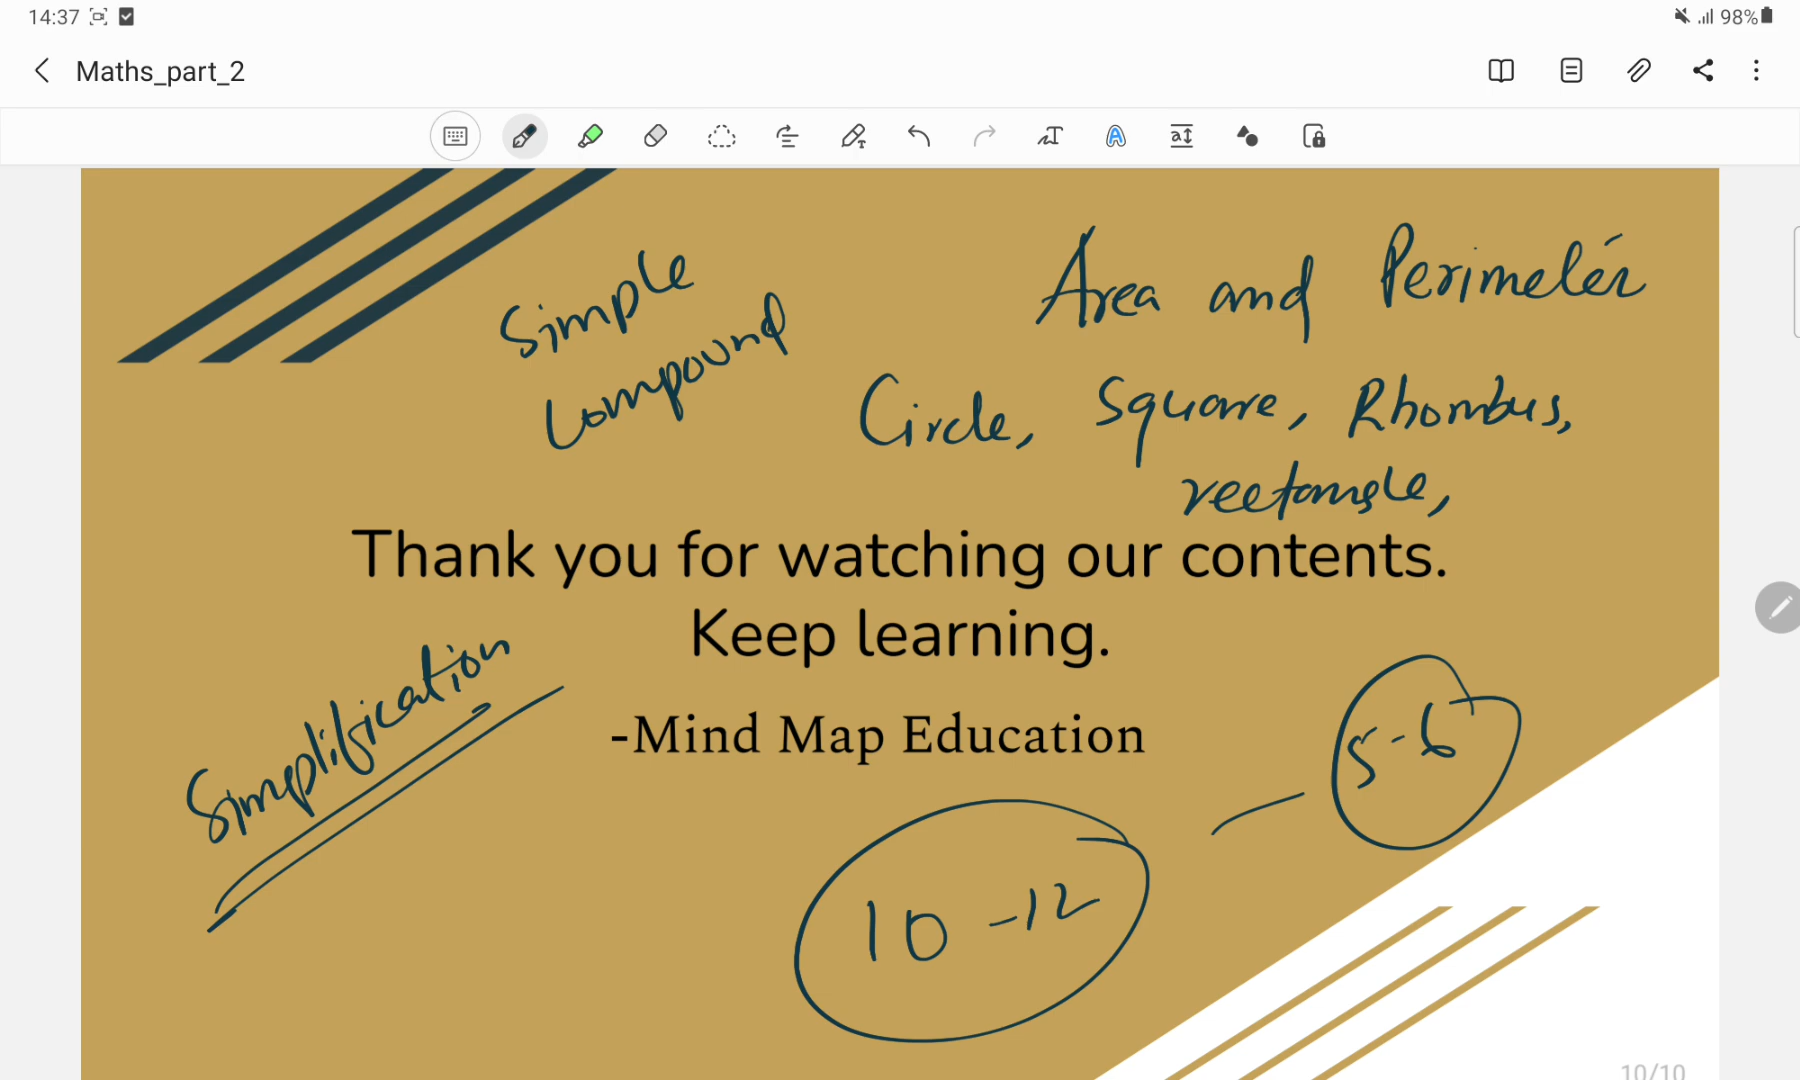 14:37
98%
Maths_part_2
Simple
Compound
Area and Perimeter
Circle, Square, Rhombus,
rectangle,
Thank you for watching our contents.
Keep learning.
-Mind Map Education
Simplification
5-6
10-12
10/10